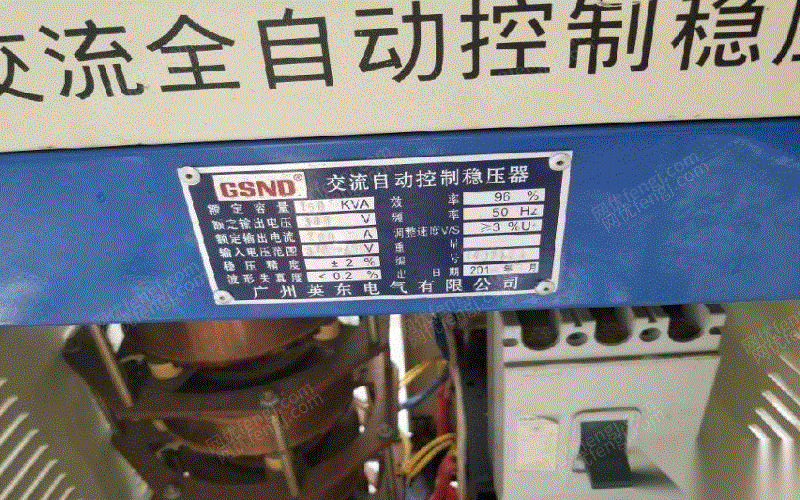 交流全自动控制稳压
GSND® 交流自动控制稳压器
额定容量 KVA 效率 96 %
额定输出电压 V 频率 50 Hz
额定输出电流 A 调整速度V/S ≥3 %U
输入电压范围 V 重量
稳压精度 ± 2 % 编号
波形失真度 < 0.2 % 出厂日期 201 年 月
广州英东电气有限公司